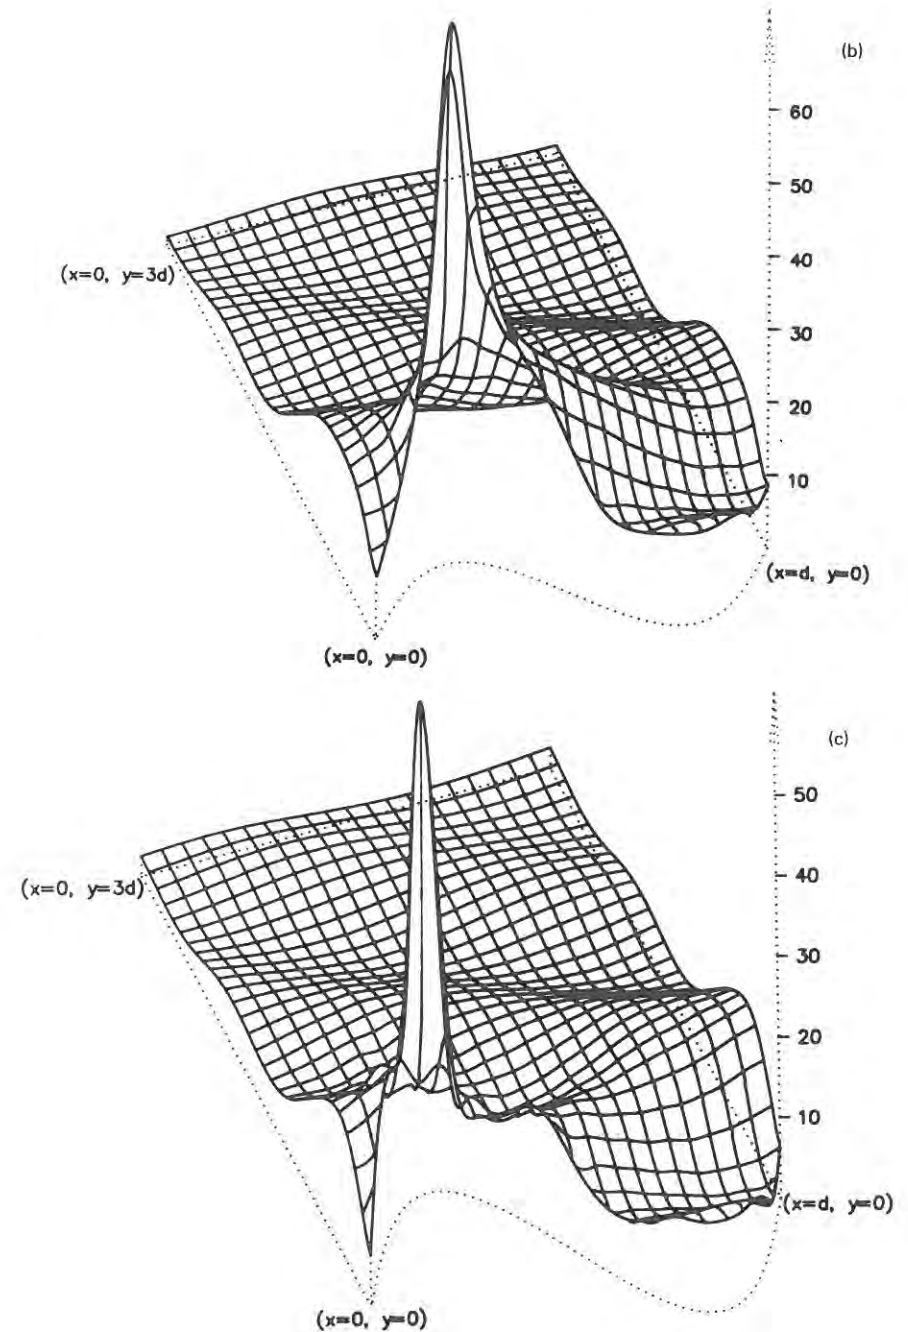 (b)
60
50
40
(x=0, y=3d)
30
20
10
(x=d, y=0)
(x=0, y=0)
(c)
50
40
(x=0, y=3d)
30
20
10
(x=d, y=0)
(x=0, y=0)